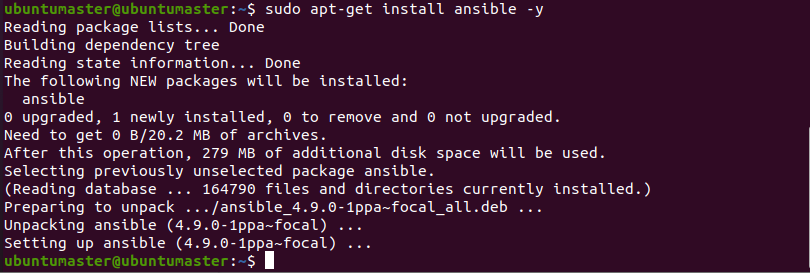 ubuntumaster@ubuntumaster:~$ sudo apt-get install ansible -y
Reading package lists... Done
Building dependency tree
Reading state information... Done
The following NEW packages will be installed:
  ansible
0 upgraded, 1 newly installed, 0 to remove and 0 not upgraded.
Need to get 0 B/20.2 MB of archives.
After this operation, 279 MB of additional disk space will be used.
Selecting previously unselected package ansible.
(Reading database ... 164790 files and directories currently installed.)
Preparing to unpack .../ansible_4.9.0-1ppa~focal_all.deb ...
Unpacking ansible (4.9.0-1ppa~focal) ...
Setting up ansible (4.9.0-1ppa~focal) ...
ubuntumaster@ubuntumaster:~$